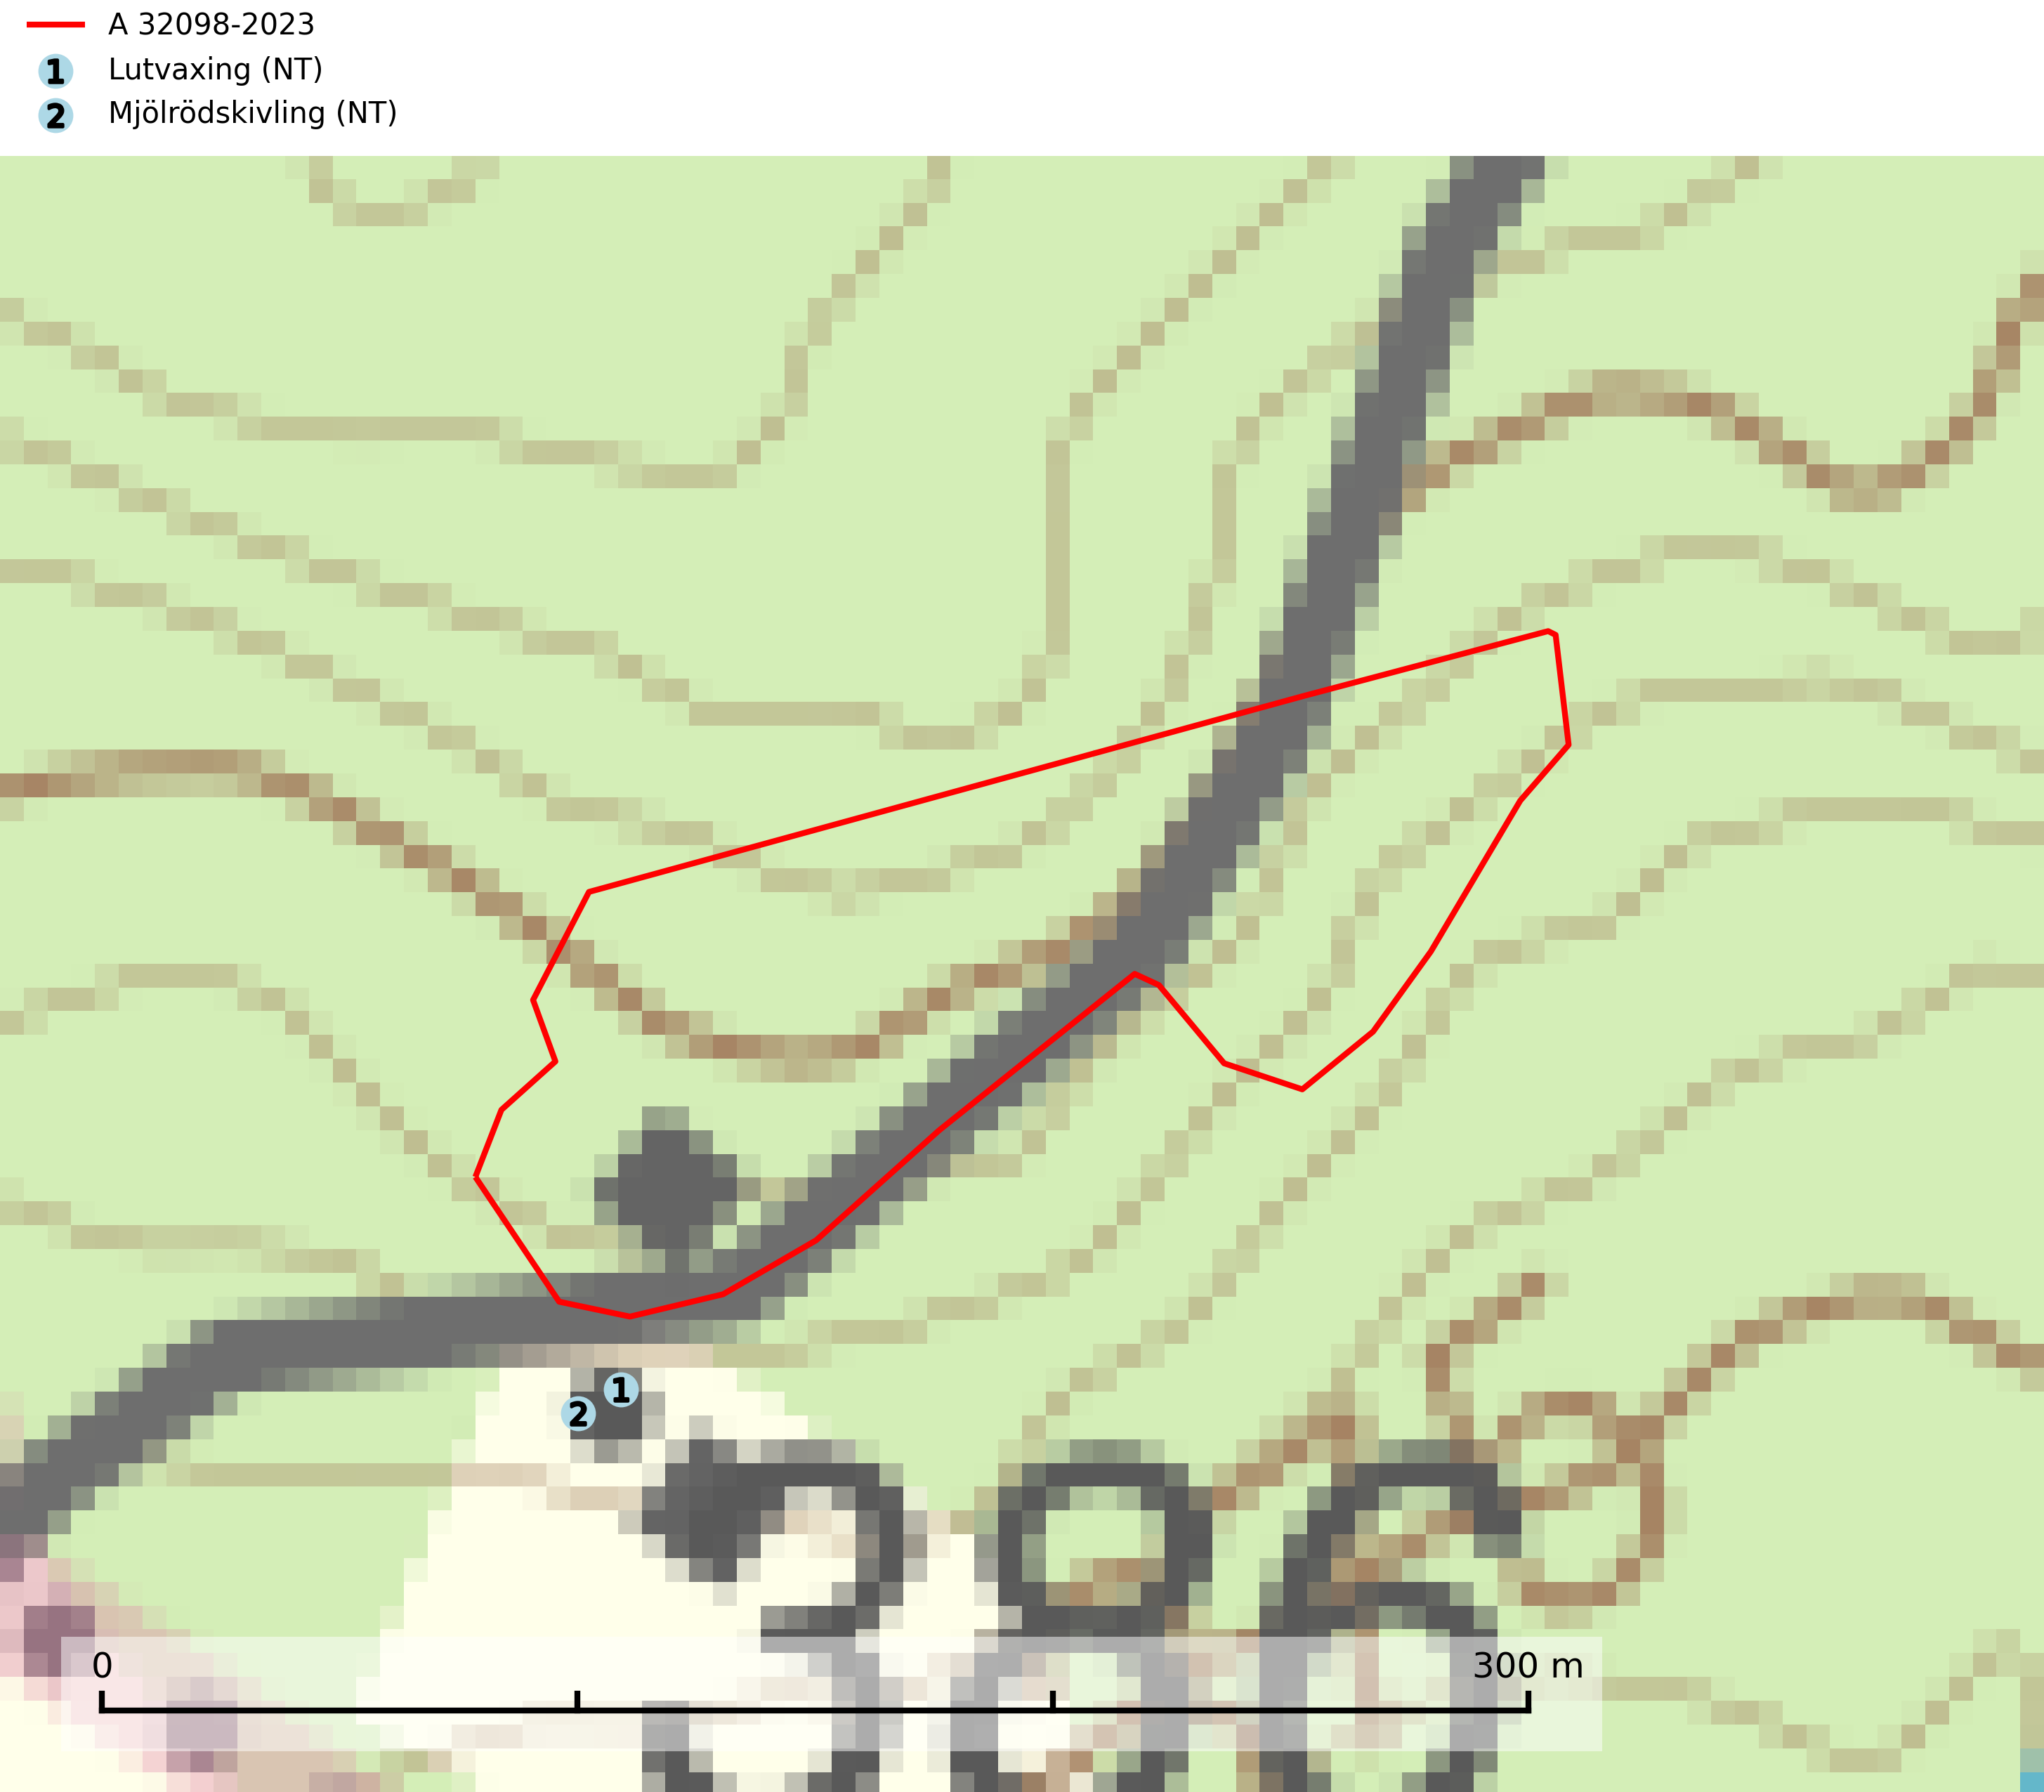 A 32098-2023
1 Lutvaxing (NT)
2 Mjölrödskivling (NT)
1
2
0 300 m